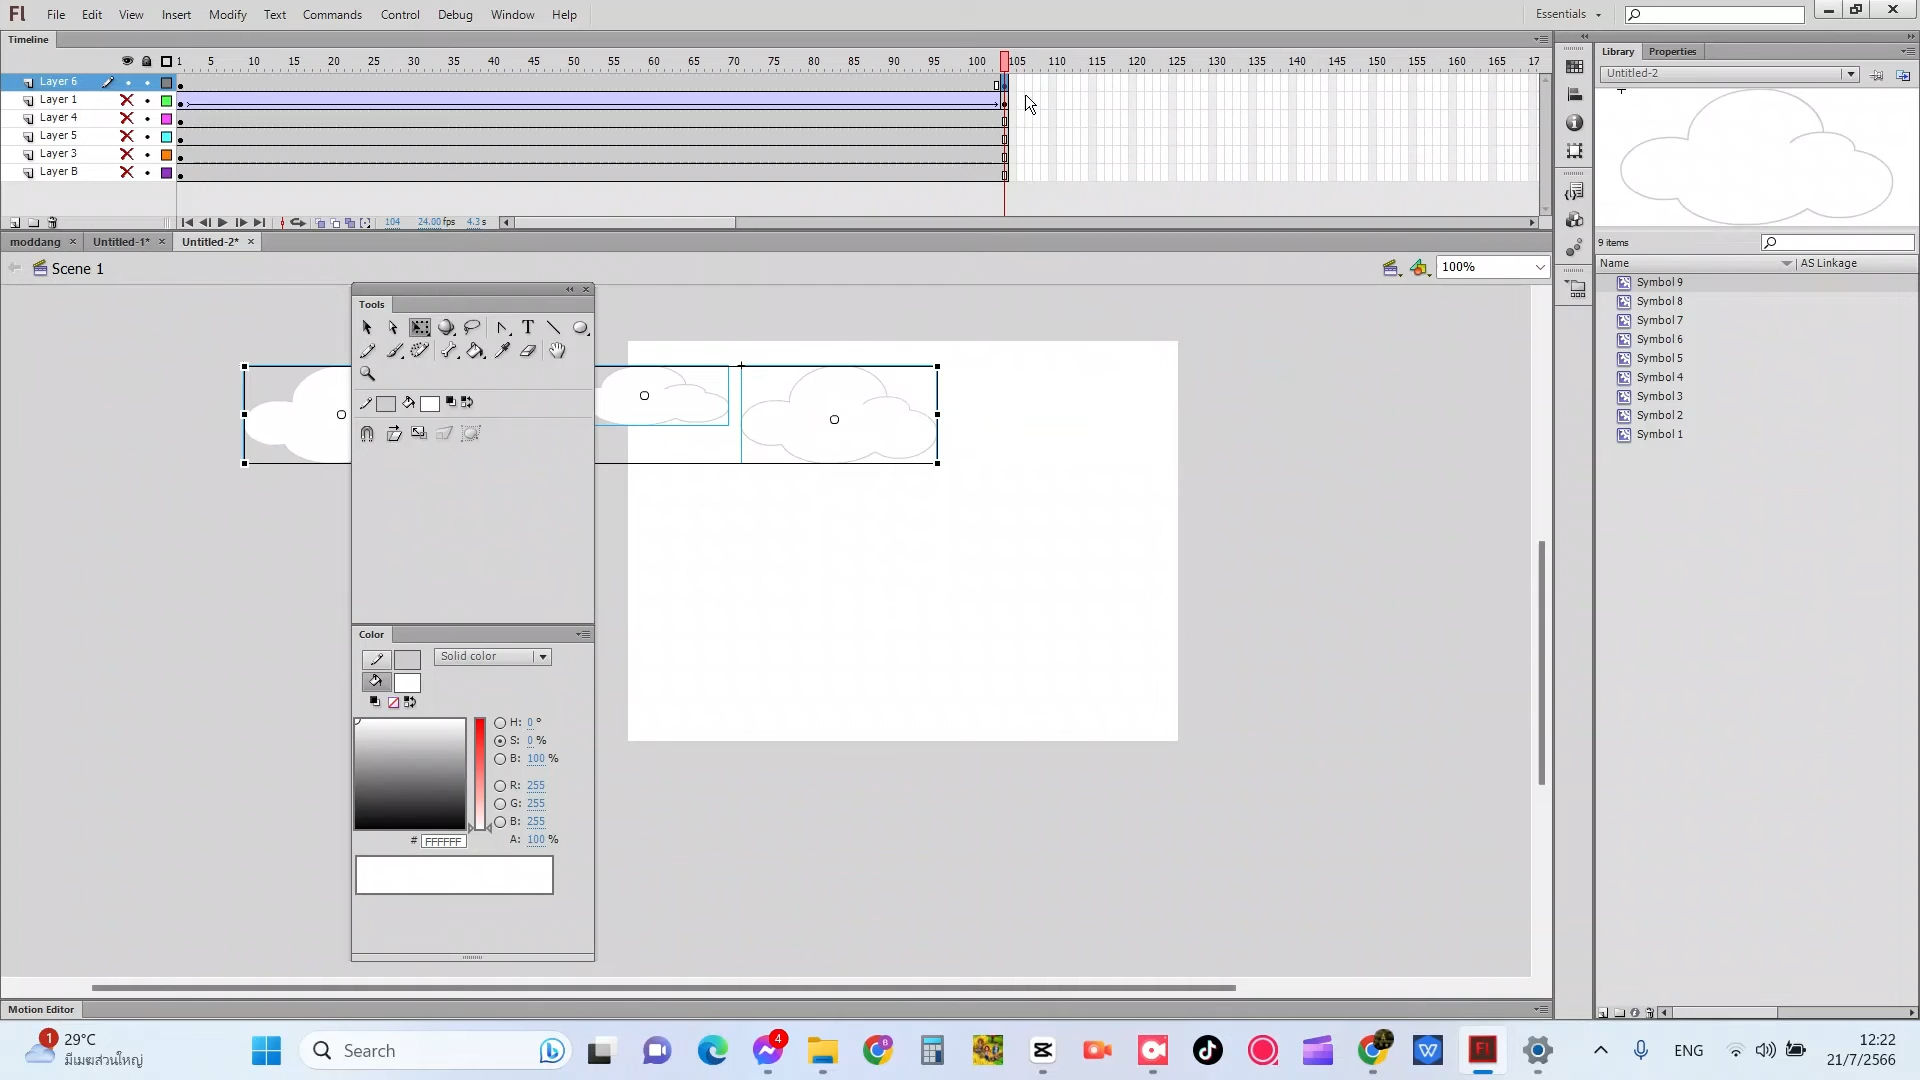 Fl File Edit View Insert Modify Text Commands Control Debug Window Help Essentials
Timeline
1 5 10 15 20 25 30 35 40 45 50 55 60 65 70 75 80 85 90 95 100 105 110 115 120 125 130 135 140 145 150 155 160 165 17
Layer 6
Layer 1
Layer 4
Layer 5
Layer 3
Layer B
104 24.00 fps 4.3 s
moddang Untitled-1* Untitled-2*
Scene 1
100%
Tools
Color
Solid color
H: 0 °
S: 0 %
B: 100 %
R: 255
G: 255
B: 255
# FFFFFF
A: 100 %
Motion Editor
Library Properties
Untitled-2
9 items
Name AS Linkage
Symbol 9
Symbol 8
Symbol 7
Symbol 6
Symbol 5
Symbol 4
Symbol 3
Symbol 2
Symbol 1
1
29°C
มีเมฆส่วนใหญ่
Search
4
B
Fl
ENG
12:22
21/7/2566